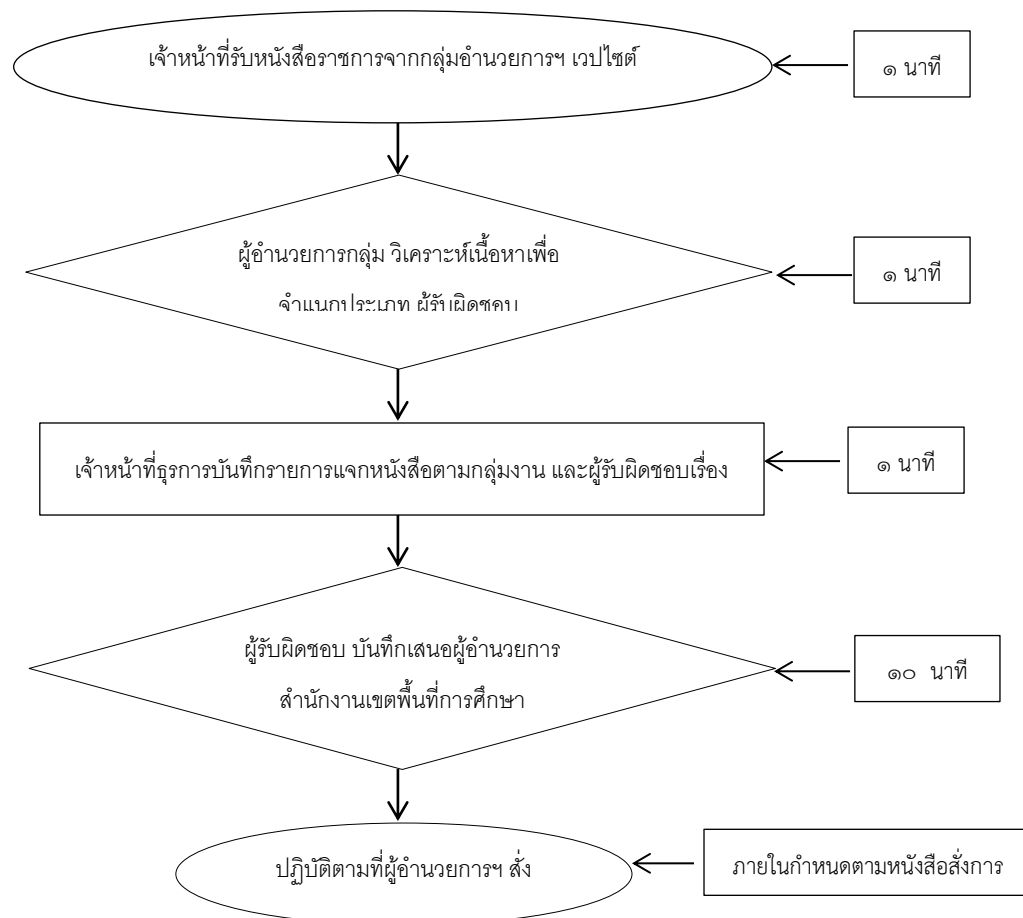 เจ้าหน้าที่รับหนังสือราชการจากกลุ่มอำนวยการฯ เวปไซต์
๑ นาที
ผู้อำนวยการกลุ่ม วิเคราะห์เนื้อหาเพื่อ
จำแนกประเภท ผู้รับผิดชอบ
๑ นาที
เจ้าหน้าที่ธุรการบันทึกรายการแจกหนังสือตามกลุ่มงาน และผู้รับผิดชอบเรื่อง
๑ นาที
ผู้รับผิดชอบ บันทึกเสนอผู้อำนวยการ
สำนักงานเขตพื้นที่การศึกษา
๑๐ นาที
ปฏิบัติตามที่ผู้อำนวยการฯ สั่ง
ภายในกำหนดตามหนังสือสั่งการ